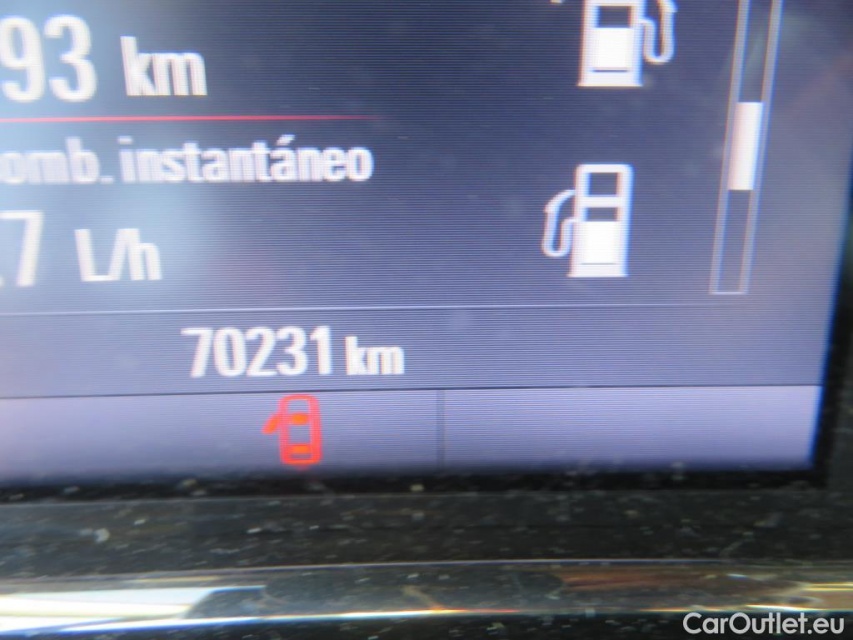 93 km
omb. instantáneo
.7 L/h
70231 km
CarOutlet.eu